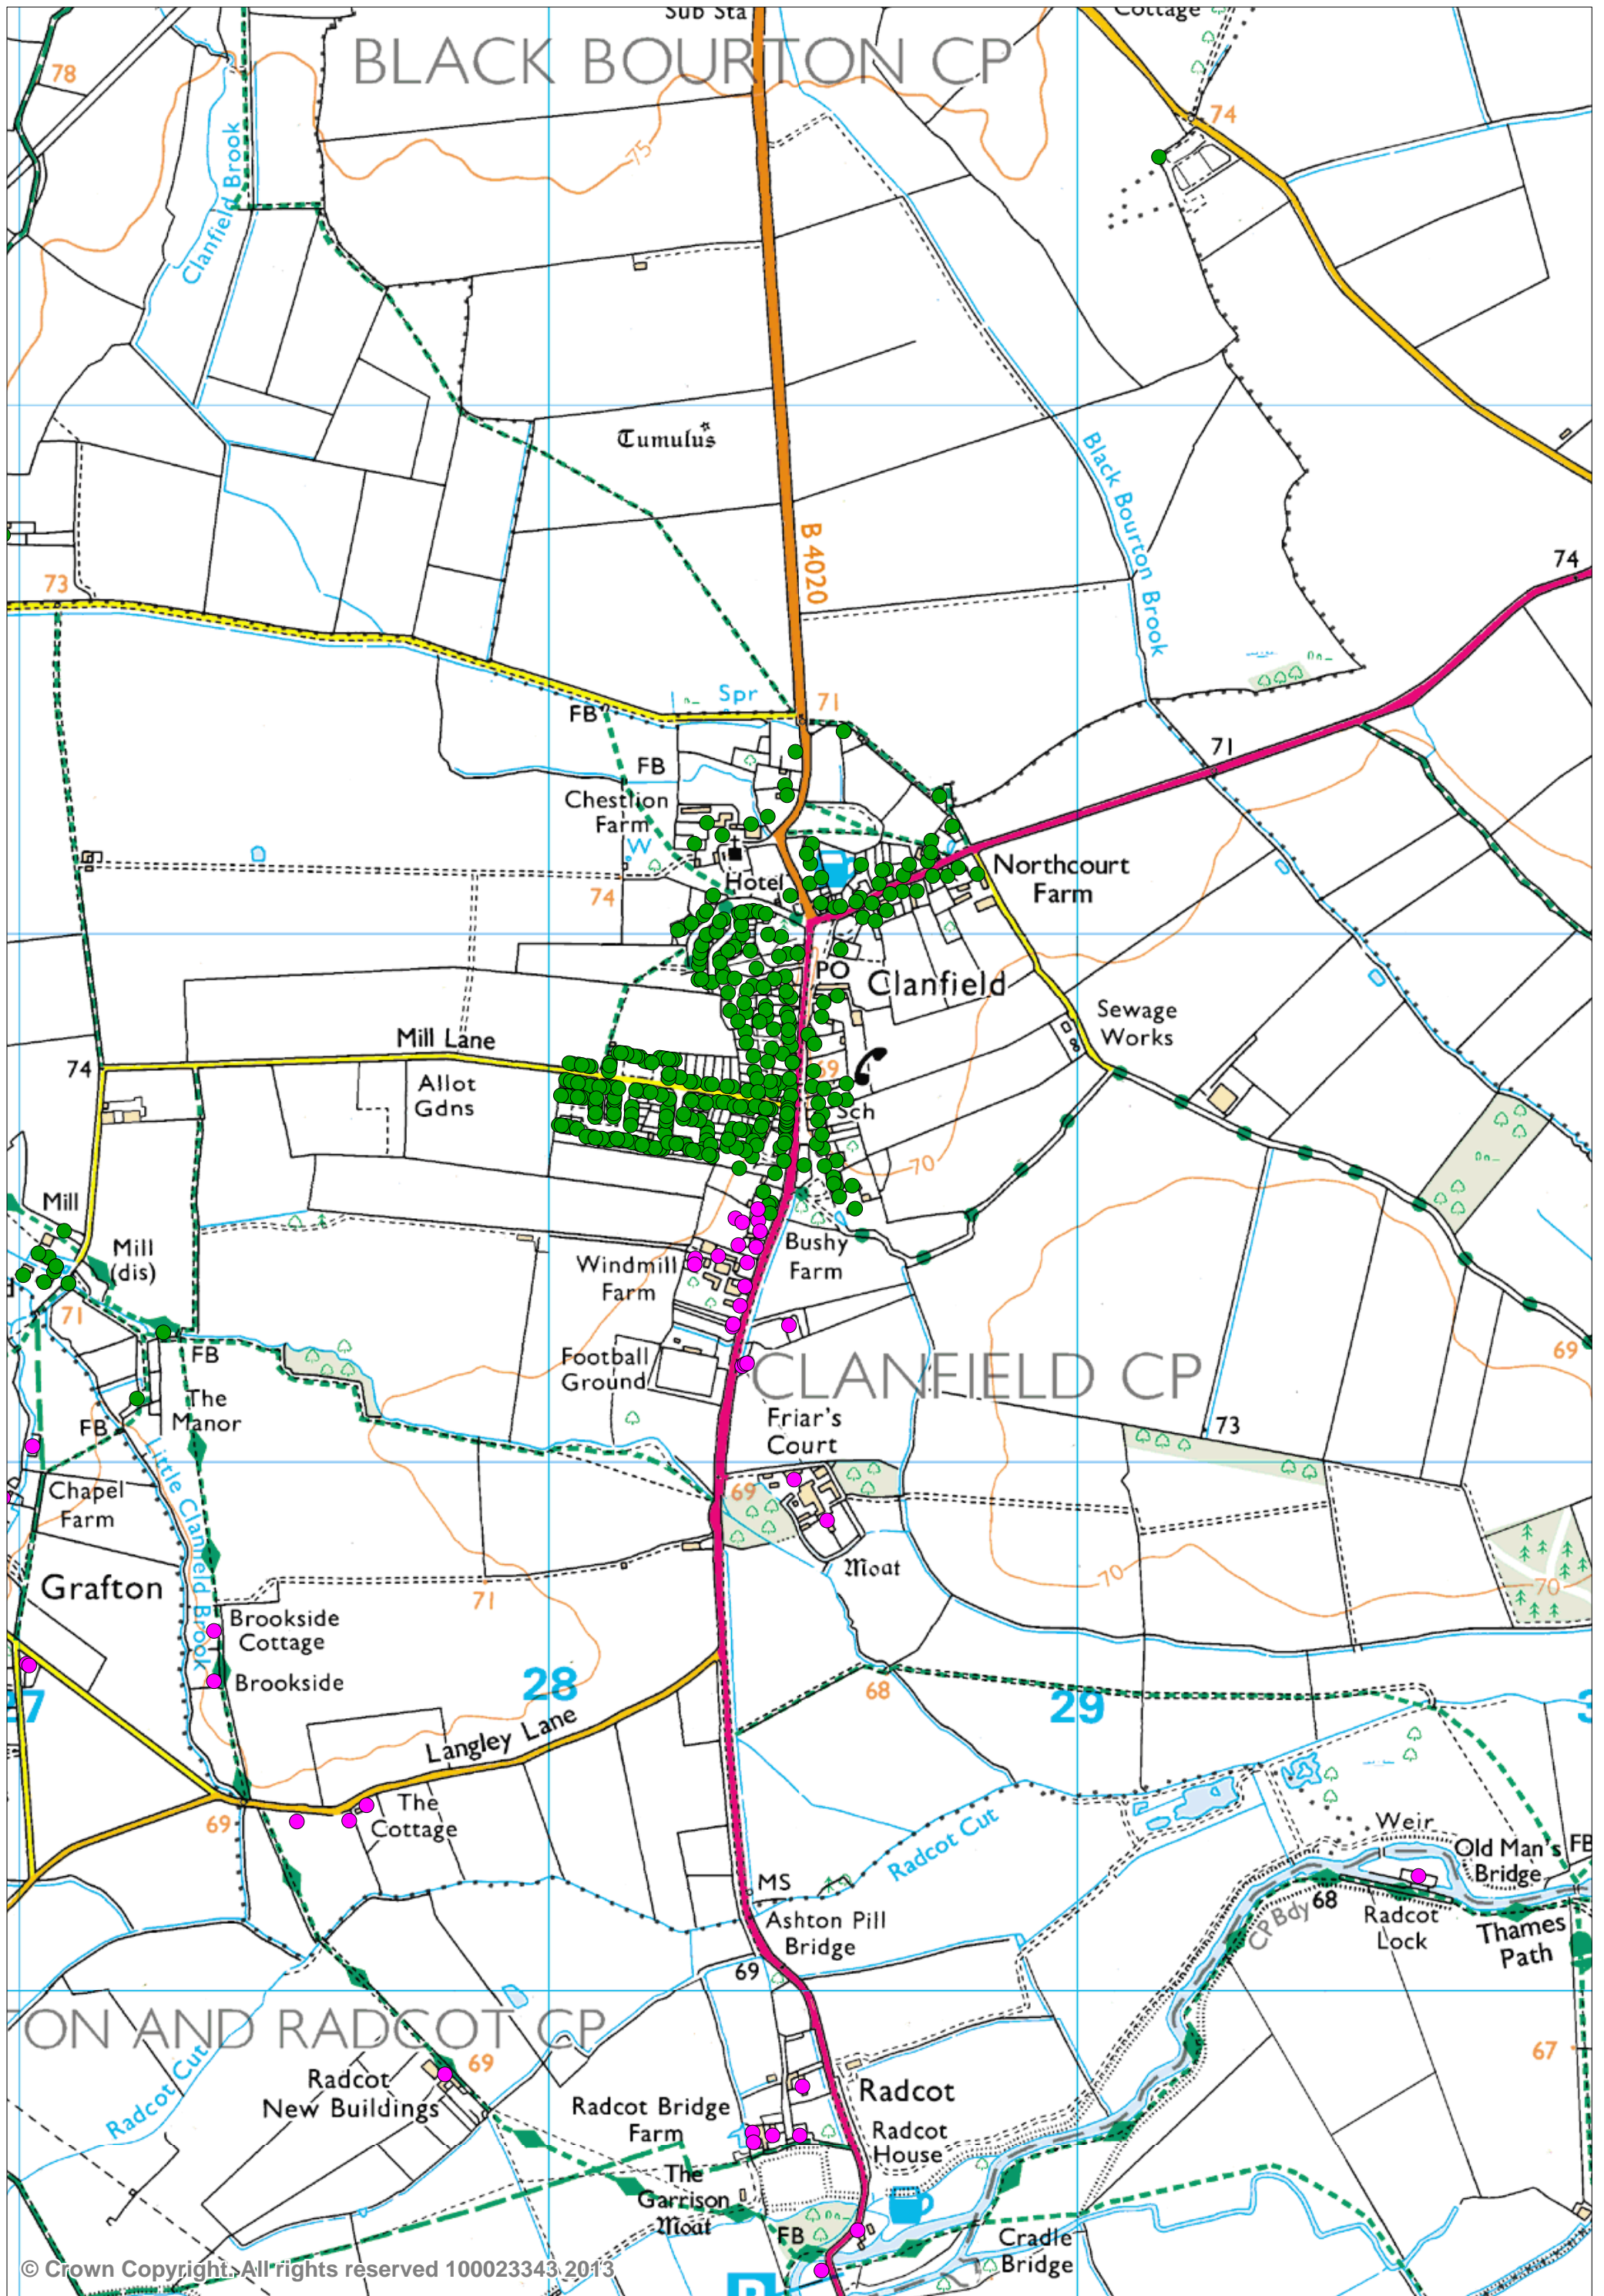 Sub Sta
Cottage
BLACK BOURTON CP
78
74
75
Clanfield Brook
Tumulus
Black Bourton Brook
B 4020
73
74
Spr
71
FB
71
FB
Chestlion
Farm
W
Hotel
Northcourt
Farm
74
PO
Clanfield
Sewage
Works
Mill Lane
74
69
Allot
Gdns
Sch
70
Mill
Mill
(dis)
Bushy
Farm
Windmill
Farm
71
FB
Football
Ground
69
CLANFIELD CP
The
Manor
FB
Friar's
Court
73
Little Clanfield Brook
69
Chapel
Farm
Moat
70
70
Grafton
71
Brookside
Cottage
Brookside
28
68
29
Langley Lane
The
Cottage
69
Radcot Cut
Weir
Old Man's
Bridge
FB
MS
68
Radcot
Lock
CP Bdy
Thames
Path
Ashton Pill
Bridge
69
ON AND RADCOT CP
69
67
Radcot Cut
Radcot
New Buildings
Radcot
Radcot Bridge
Farm
Radcot
House
The
Garrison
Moat
FB
Cradle
Bridge
© Crown Copyright. All rights reserved 100023343 2013